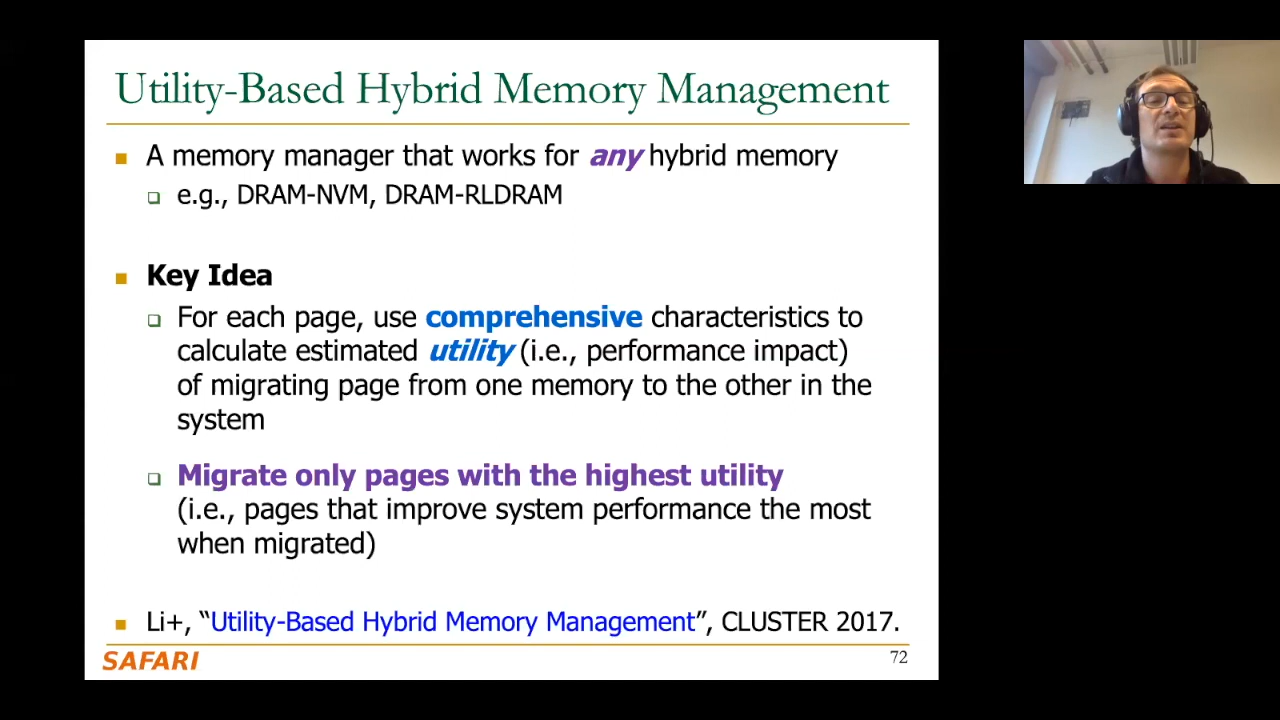 Utility-Based Hybrid Memory Management
A memory manager that works for any hybrid memory
e.g., DRAM-NVM, DRAM-RLDRAM
Key Idea
For each page, use comprehensive characteristics to
calculate estimated utility (i.e., performance impact)
of migrating page from one memory to the other in the
system
Migrate only pages with the highest utility
(i.e., pages that improve system performance the most
when migrated)
Li+, “Utility-Based Hybrid Memory Management”, CLUSTER 2017.
SAFARI
72